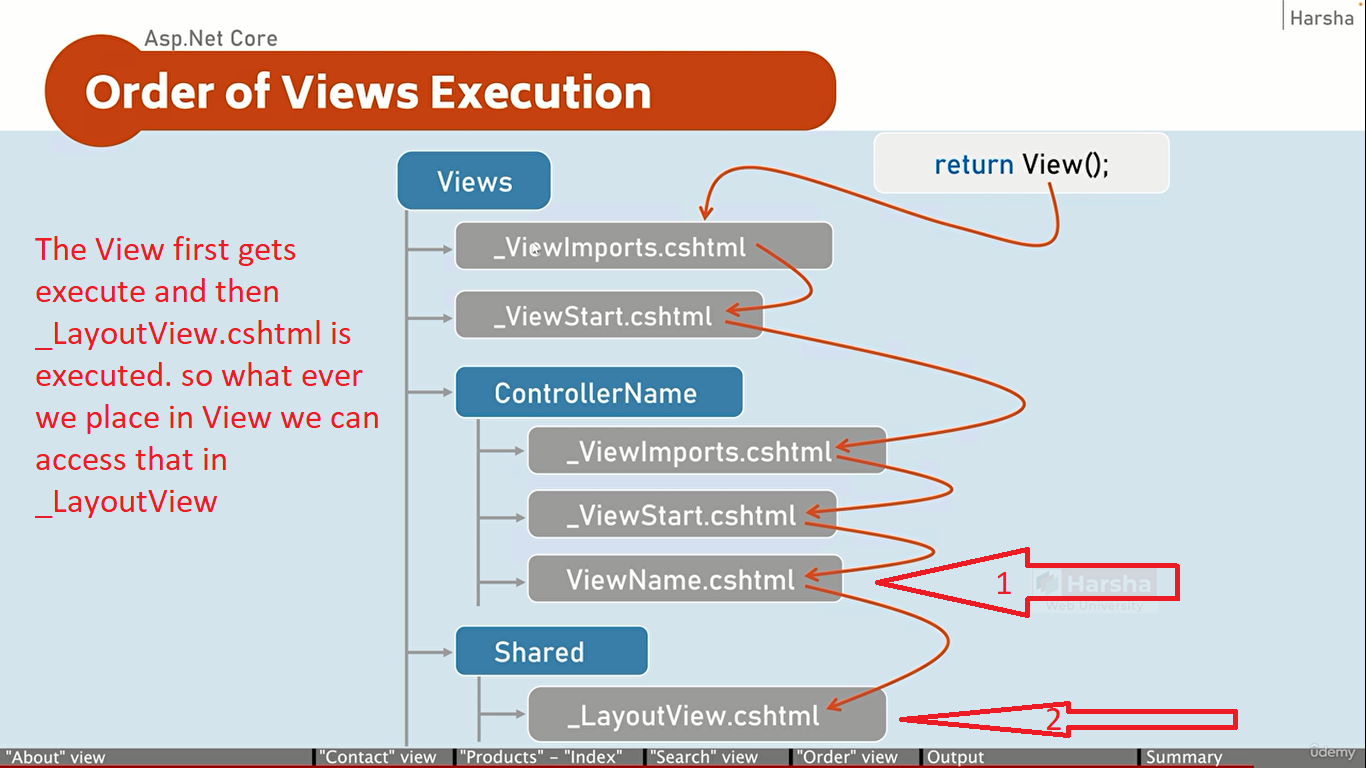 Harsha
Asp.Net Core
Order of Views Execution
return View();
Views
_ViewImports.cshtml
_ViewStart.cshtml
ControllerName
_ViewImports.cshtml
_ViewStart.cshtml
ViewName.cshtml
Shared
_LayoutView.cshtml
The View first gets
execute and then
_LayoutView.cshtml is
executed. so what ever
we place in View we can
access that in
_LayoutView
1
Harsha
Web University
2
"About" view
"Contact" view
"Products" - "Index"
"Search" view
"Order" view
Output
Summary
ûdemy